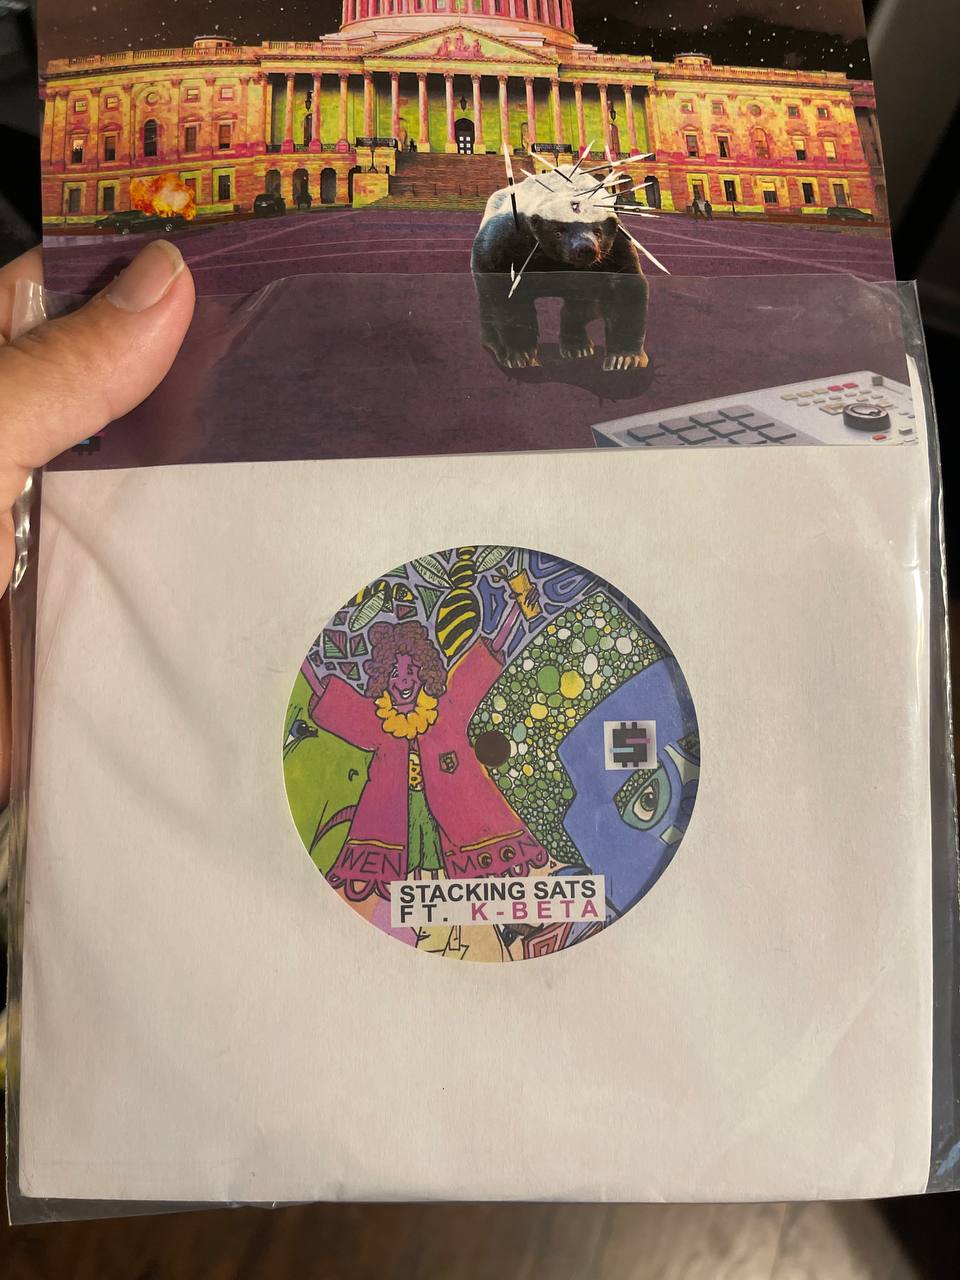 WEN MOON
STACKING SATS
FT. K-BETA